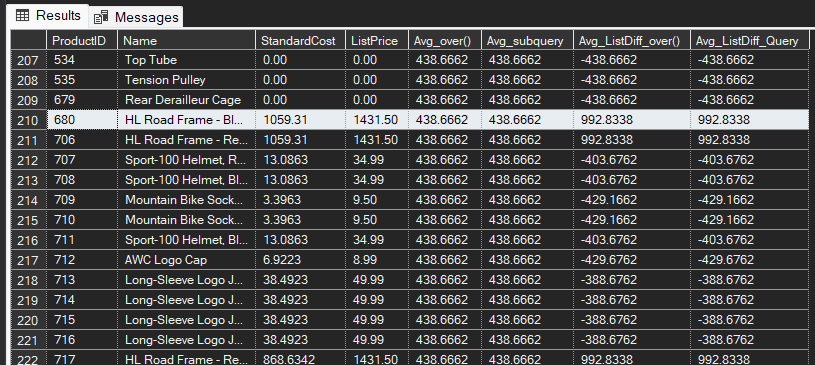 Results Messages
ProductID Name StandardCost ListPrice Avg_over() Avg_subquery Avg_ListDiff_over() Avg_ListDiff_Query
207 534 Top Tube 0.00 0.00 438.6662 438.6662 -438.6662 -438.6662
208 535 Tension Pulley 0.00 0.00 438.6662 438.6662 -438.6662 -438.6662
209 679 Rear Derailleur Cage 0.00 0.00 438.6662 438.6662 -438.6662 -438.6662
210 680 HL Road Frame - Bl... 1059.31 1431.50 438.6662 438.6662 992.8338 992.8338
211 706 HL Road Frame - Re... 1059.31 1431.50 438.6662 438.6662 992.8338 992.8338
212 707 Sport-100 Helmet, R... 13.0863 34.99 438.6662 438.6662 -403.6762 -403.6762
213 708 Sport-100 Helmet, Bl... 13.0863 34.99 438.6662 438.6662 -403.6762 -403.6762
214 709 Mountain Bike Sock... 3.3963 9.50 438.6662 438.6662 -429.1662 -429.1662
215 710 Mountain Bike Sock... 3.3963 9.50 438.6662 438.6662 -429.1662 -429.1662
216 711 Sport-100 Helmet, Bl... 13.0863 34.99 438.6662 438.6662 -403.6762 -403.6762
217 712 AWC Logo Cap 6.9223 8.99 438.6662 438.6662 -429.6762 -429.6762
218 713 Long-Sleeve Logo J... 38.4923 49.99 438.6662 438.6662 -388.6762 -388.6762
219 714 Long-Sleeve Logo J... 38.4923 49.99 438.6662 438.6662 -388.6762 -388.6762
220 715 Long-Sleeve Logo J... 38.4923 49.99 438.6662 438.6662 -388.6762 -388.6762
221 716 Long-Sleeve Logo J... 38.4923 49.99 438.6662 438.6662 -388.6762 -388.6762
222 717 HL Road Frame - Re... 868.6342 1431.50 438.6662 438.6662 992.8338 992.8338